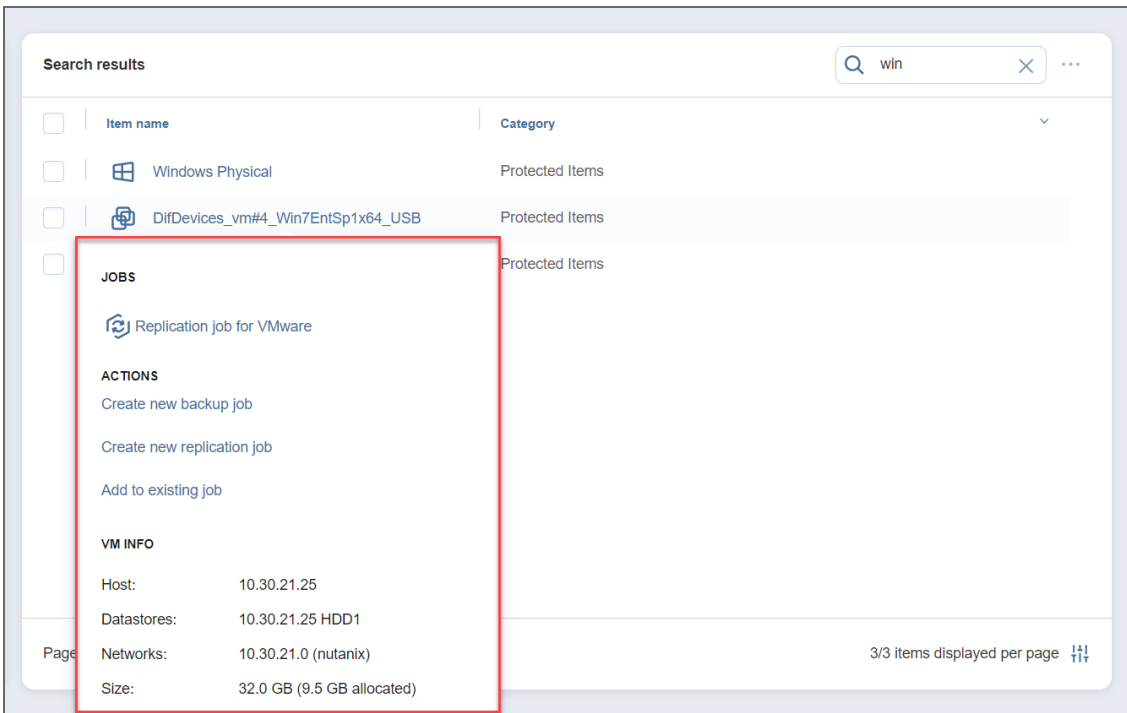 Search results
win
Item name
Category
Windows Physical
Protected Items
DifDevices_vm#4_Win7EntSp1x64_USB
Protected Items
Protected Items
JOBS
Replication job for VMware
ACTIONS
Create new backup job
Create new replication job
Add to existing job
VM INFO
Host: 10.30.21.25
Datastores: 10.30.21.25 HDD1
Networks: 10.30.21.0 (nutanix)
Size: 32.0 GB (9.5 GB allocated)
Page
3/3 items displayed per page